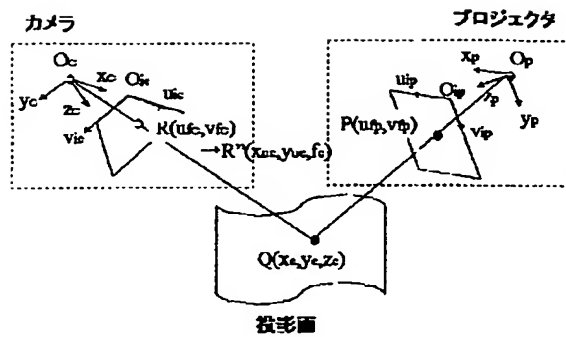 カメラ
プロジェクタ
Oc
xc
yc
zc
uic
vic
R(ufc,vfc)
→R"(xuc,yuc,fc)
xp
Op
yp
zp
uip
Oip
vip
P(ufp,vfp)
Q(xc,yc,zc)
投影面